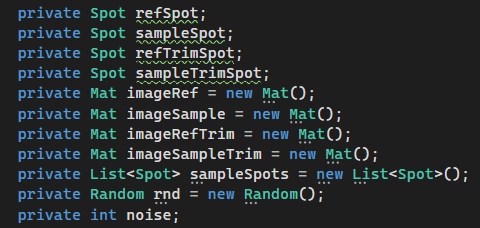 private Spot refSpot;
private Spot sampleSpot;
private Spot refTrimSpot;
private Spot sampleTrimSpot;
private Mat imageRef = new Mat();
private Mat imageSample = new Mat();
private Mat imageRefTrim = new Mat();
private Mat imageSampleTrim = new Mat();
private List<Spot> sampleSpots = new List<Spot>();
private Random rnd = new Random();
private int noise;